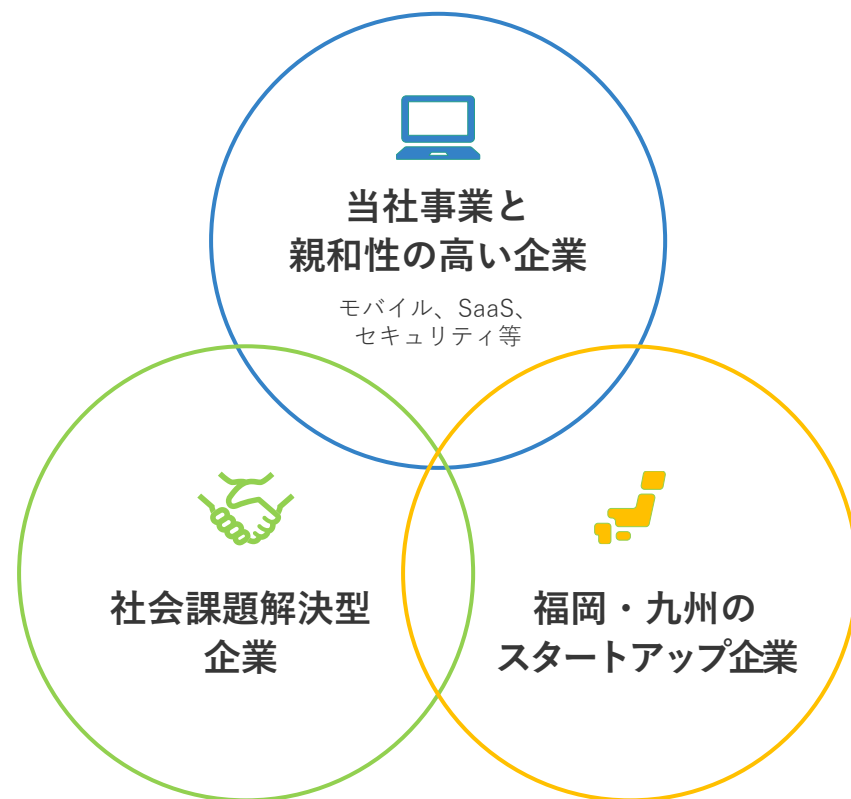 当社事業と
親和性の高い企業
モバイル、SaaS、
セキュリティ等
社会課題解決型
企業
福岡・九州の
スタートアップ企業